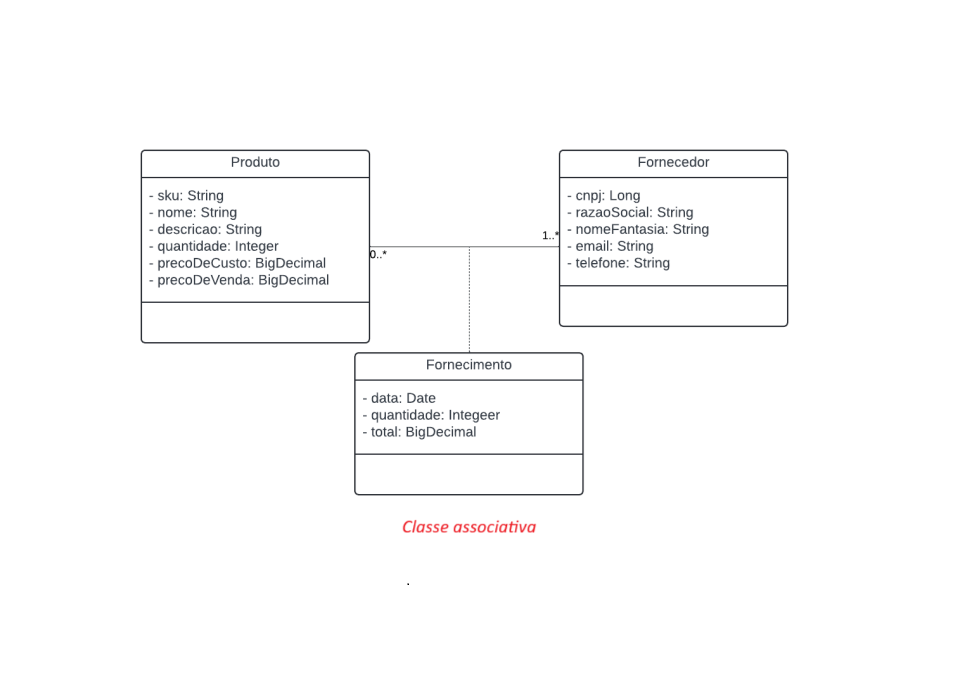 Produto
- sku: String
- nome: String
- descricao: String
- quantidade: Integer
- precoDeCusto: BigDecimal
- precoDeVenda: BigDecimal
0..*
1..*
Fornecedor
- cnpj: Long
- razaoSocial: String
- nomeFantasia: String
- email: String
- telefone: String
Fornecimento
- data: Date
- quantidade: Integeer
- total: BigDecimal
Classe associativa
.